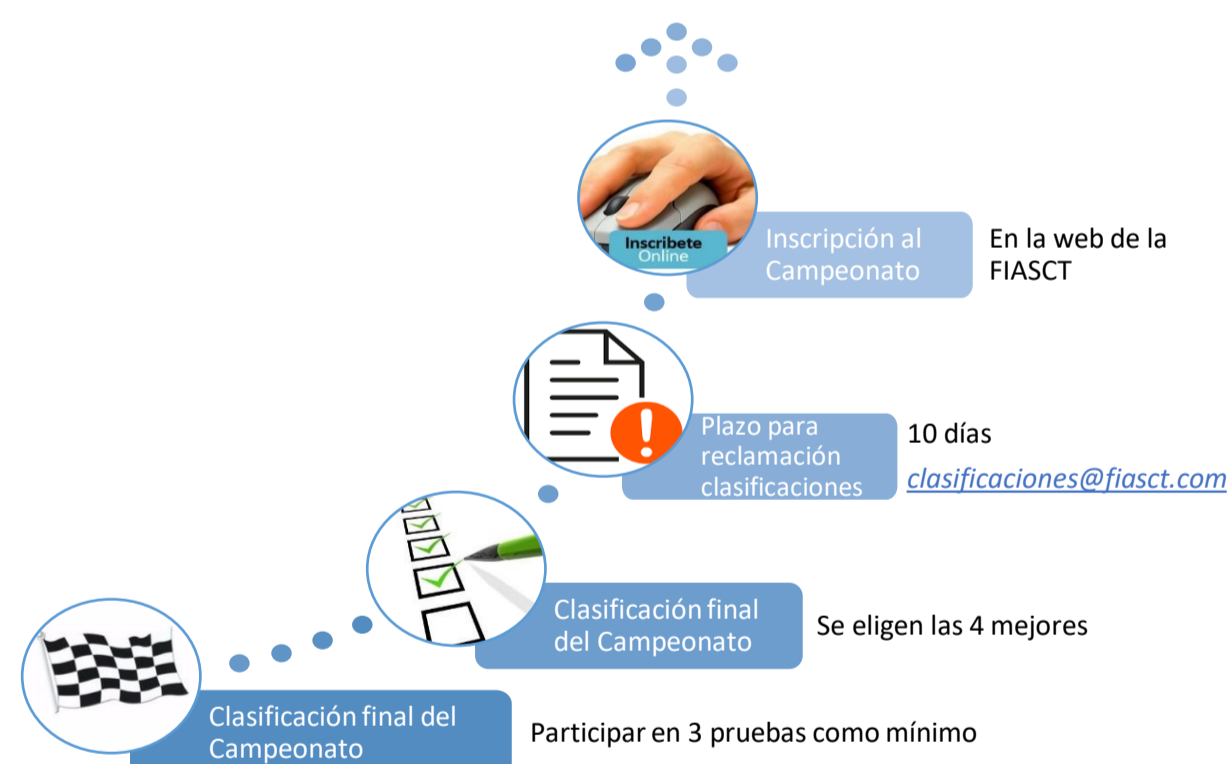 Inscribete
Online
Inscripción al
Campeonato
En la web de la
FIASCT
Plazo para
reclamación
clasificaciones
10 días
clasificaciones@fiasct.com
Clasificación final
del Campeonato
Se eligen las 4 mejores
Clasificación final del
Campeonato
Participar en 3 pruebas como mínimo